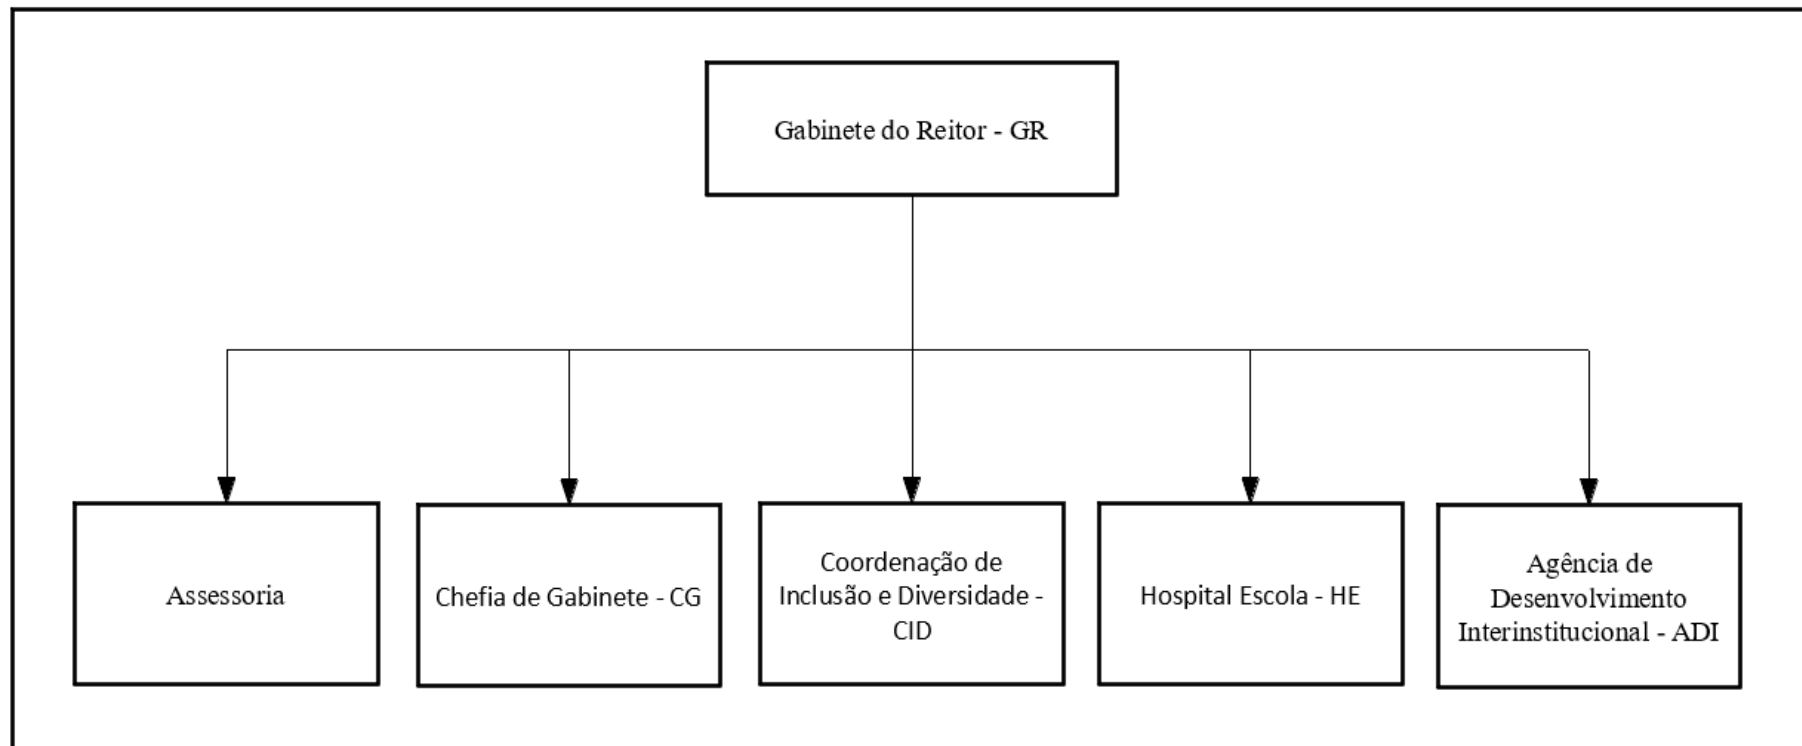 Gabinete do Reitor - GR
Assessoria
Chefia de Gabinete - CG
Coordenação de
Inclusão e Diversidade -
CID
Hospital Escola - HE
Agência de
Desenvolvimento
Interinstitucional - ADI